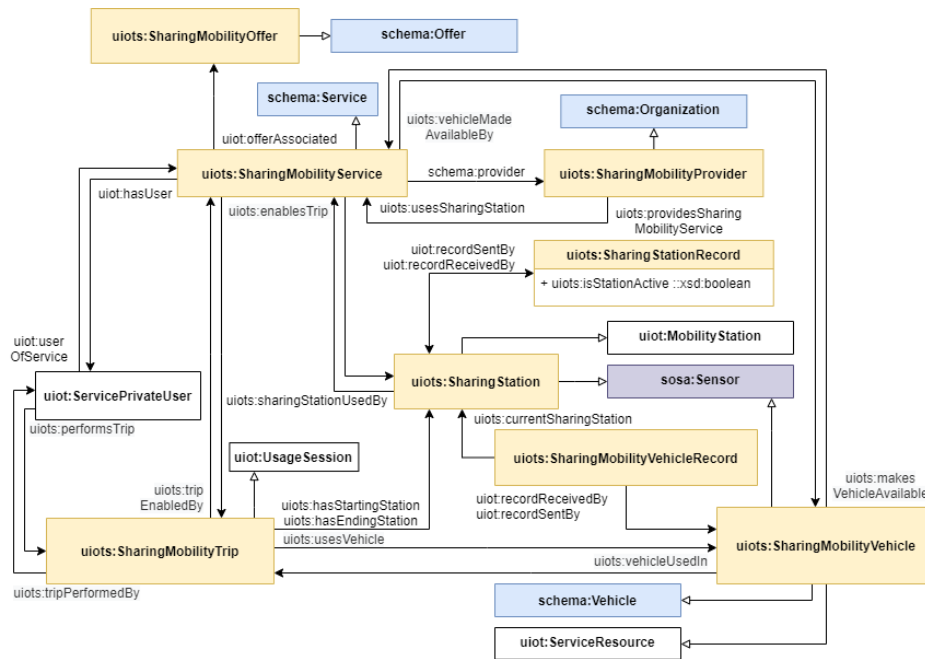 uiots:SharingMobilityOffer
schema:Offer
schema:Service
uiots:vehicleMade
AvailableBy
schema:Organization
uiot:offerAssociated
uiots:SharingMobilityService
schema:provider
uiots:SharingMobilityProvider
uiot:hasUser
uiots:enablesTrip
uiots:usesSharingStation
uiots:providesSharing
MobilityService
uiot:recordSentBy
uiot:recordReceivedBy
uiots:SharingStationRecord
+ uiots:isStationActive ::xsd:boolean
uiot:user
OfService
uiot:MobilityStation
uiots:SharingStation
sosa:Sensor
uiot:ServicePrivateUser
uiots:sharingStationUsedBy
uiots:currentSharingStation
uiots:performsTrip
uiot:UsageSession
uiots:SharingMobilityVehicleRecord
uiots:trip
EnabledBy
uiots:hasStartingStation
uiots:hasEndingStation
uiot:recordReceivedBy
uiot:recordSentBy
uiots:makes
VehicleAvailable
uiots:SharingMobilityTrip
uiots:usesVehicle
uiots:SharingMobilityVehicle
uiots:vehicleUsedIn
uiots:tripPerformedBy
schema:Vehicle
uiot:ServiceResource